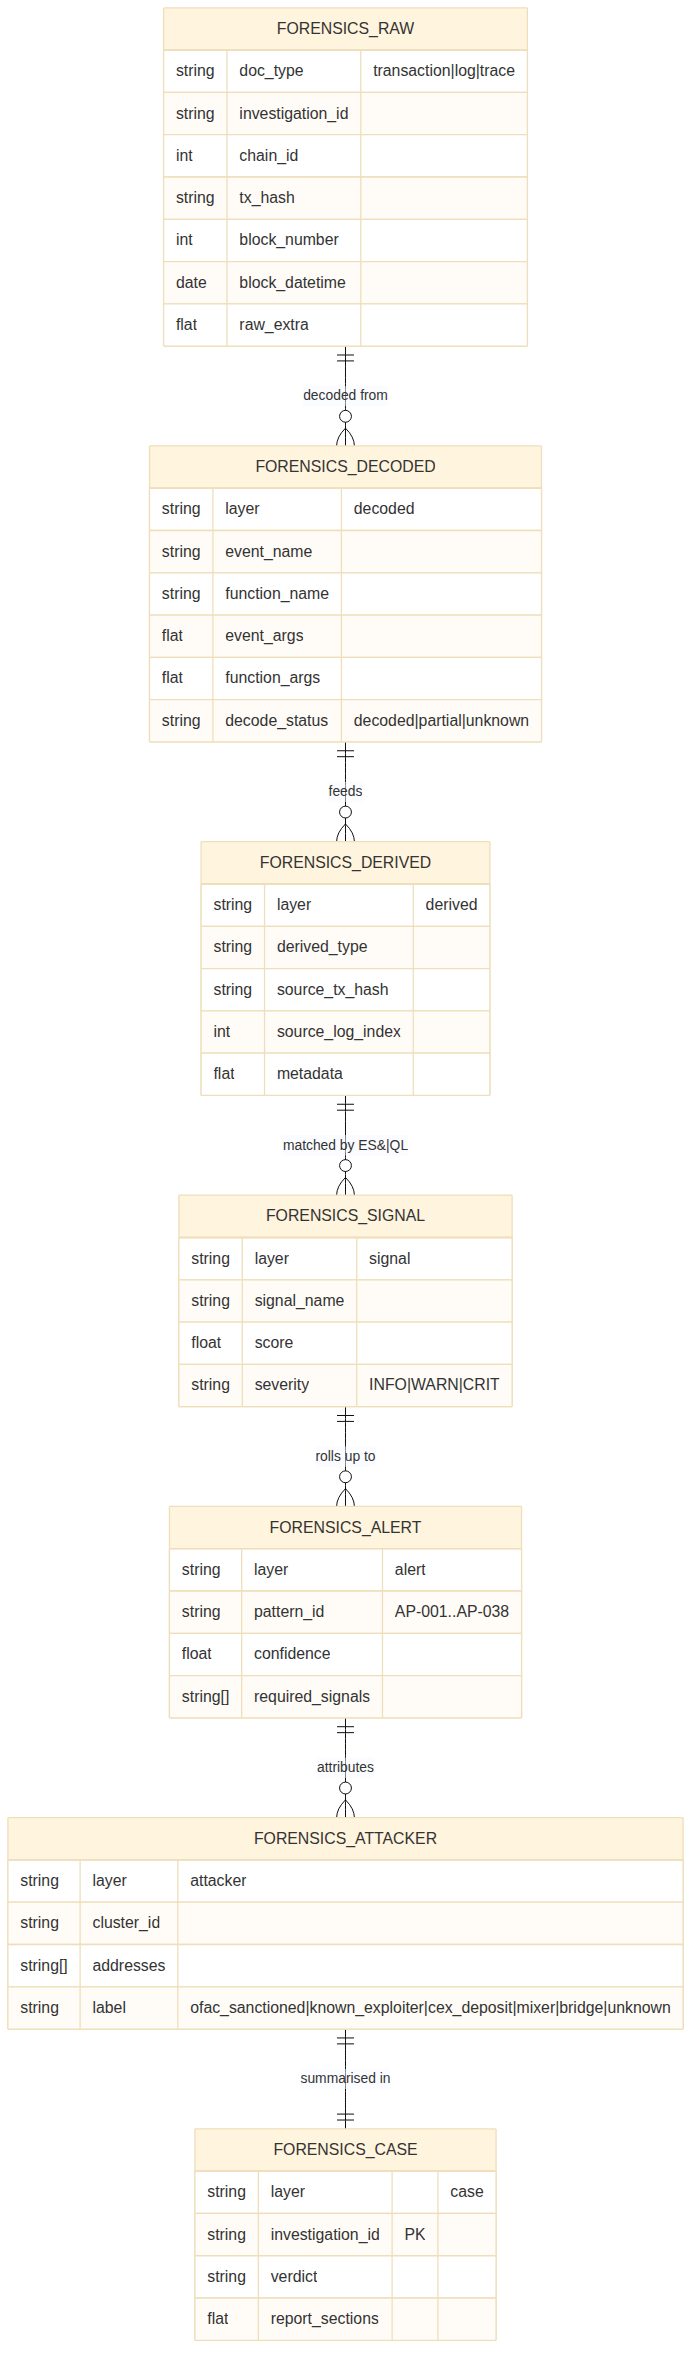 FORENSICS_RAW
string doc_type transaction|log|trace
string investigation_id
int chain_id
string tx_hash
int block_number
date block_datetime
flat raw_extra
decoded from
FORENSICS_DECODED
string layer decoded
string event_name
string function_name
flat event_args
flat function_args
string decode_status decoded|partial|unknown
feeds
FORENSICS_DERIVED
string layer derived
string derived_type
string source_tx_hash
int source_log_index
flat metadata
matched by ES&|QL
FORENSICS_SIGNAL
string layer signal
string signal_name
float score
string severity INFO|WARN|CRIT
rolls up to
FORENSICS_ALERT
string layer alert
string pattern_id AP-001..AP-038
float confidence
string[] required_signals
attributes
FORENSICS_ATTACKER
string layer attacker
string cluster_id
string[] addresses
string label ofac_sanctioned|known_exploiter|cex_deposit|mixer|bridge|unknown
summarised in
FORENSICS_CASE
string layer case
string investigation_id PK
string verdict
flat report_sections